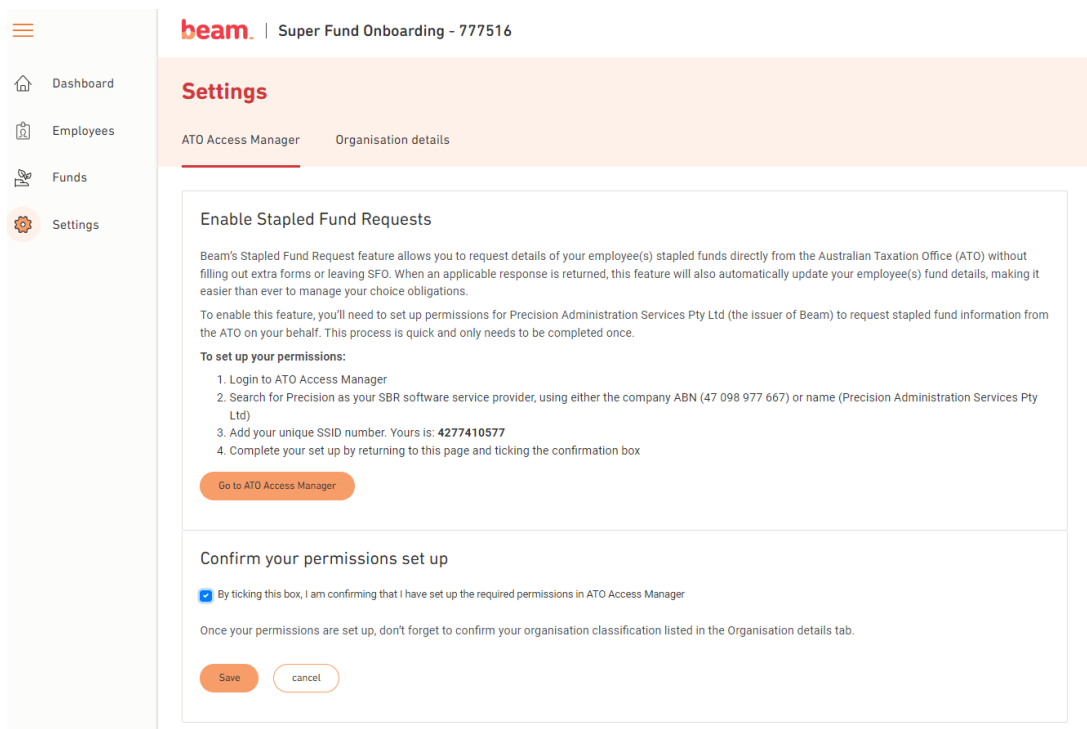 beam. | Super Fund Onboarding - 777516
Dashboard
Employees
Funds
Settings
Settings
ATO Access Manager Organisation details
Enable Stapled Fund Requests
Beam's Stapled Fund Request feature allows you to request details of your employee(s) stapled funds directly from the Australian Taxation Office (ATO) without
filling out extra forms or leaving SFO. When an applicable response is returned, this feature will also automatically update your employee(s) fund details, making it
easier than ever to manage your choice obligations.
To enable this feature, you'll need to set up permissions for Precision Administration Services Pty Ltd (the issuer of Beam) to request stapled fund information from
the ATO on your behalf. This process is quick and only needs to be completed once.
To set up your permissions:
1. Login to ATO Access Manager
2. Search for Precision as your SBR software service provider, using either the company ABN (47 098 977 667) or name (Precision Administration Services Pty
Ltd)
3. Add your unique SSID number. Yours is: 4277410577
4. Complete your set up by returning to this page and ticking the confirmation box
Go to ATO Access Manager
Confirm your permissions set up
By ticking this box, I am confirming that I have set up the required permissions in ATO Access Manager
Once your permissions are set up, don't forget to confirm your organisation classification listed in the Organisation details tab.
Save cancel